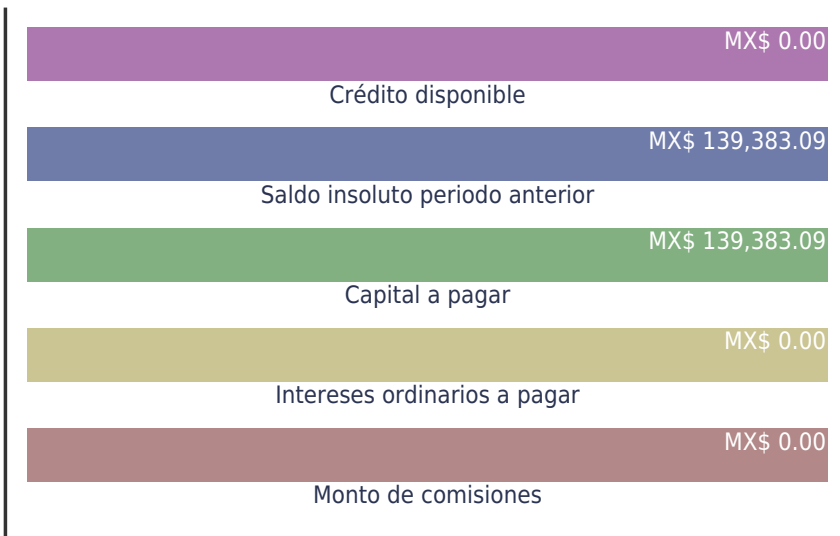 MX$ 0.00
Crédito disponible
MX$ 139,383.09
Saldo insoluto periodo anterior
MX$ 139,383.09
Capital a pagar
MX$ 0.00
Intereses ordinarios a pagar
MX$ 0.00
Monto de comisiones